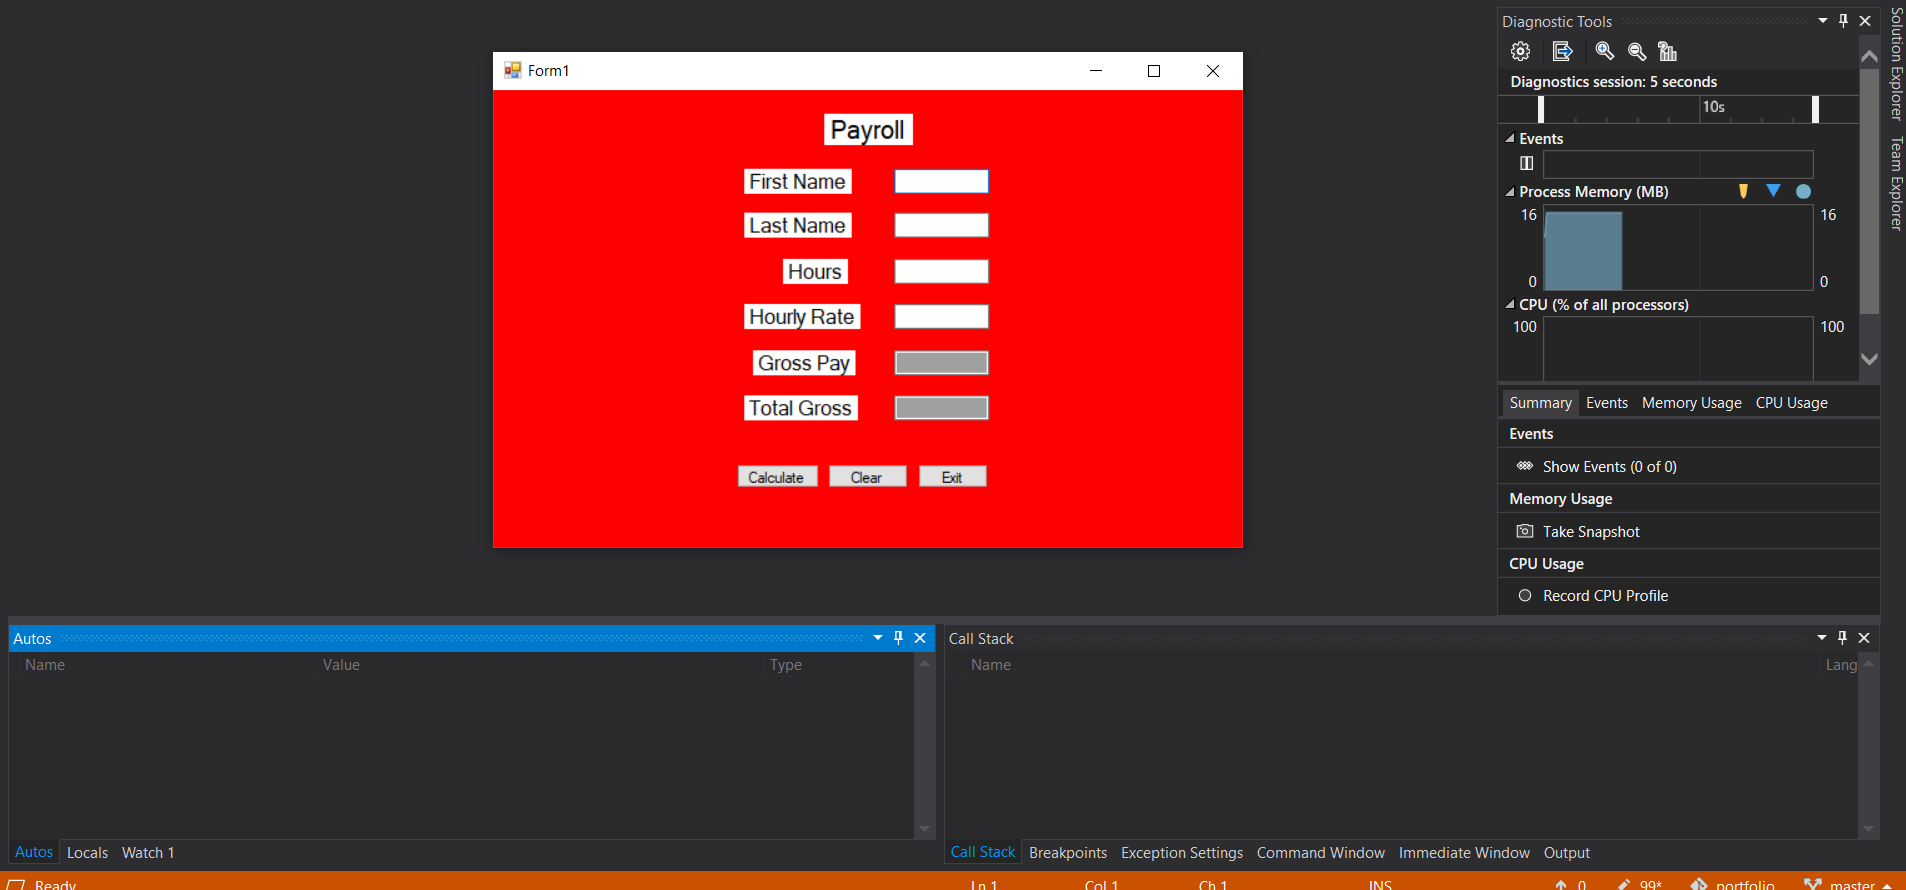 Form1
Payroll
First Name
Last Name
Hours
Hourly Rate
Gross Pay
Total Gross
Calculate Clear Exit
Diagnostic Tools
Diagnostics session: 5 seconds
10s
Events
Process Memory (MB)
16 16
0 0
CPU (% of all processors)
100 100
Summary Events Memory Usage CPU Usage
Events
Show Events (0 of 0)
Memory Usage
Take Snapshot
CPU Usage
Record CPU Profile
Solution Explorer
Team Explorer
Autos
Name Value Type
Autos Locals Watch 1
Call Stack
Name Lang
Call Stack Breakpoints Exception Settings Command Window Immediate Window Output
Ready Ln 1 Col 1 Ch 1 INS 0 99* portfolio master